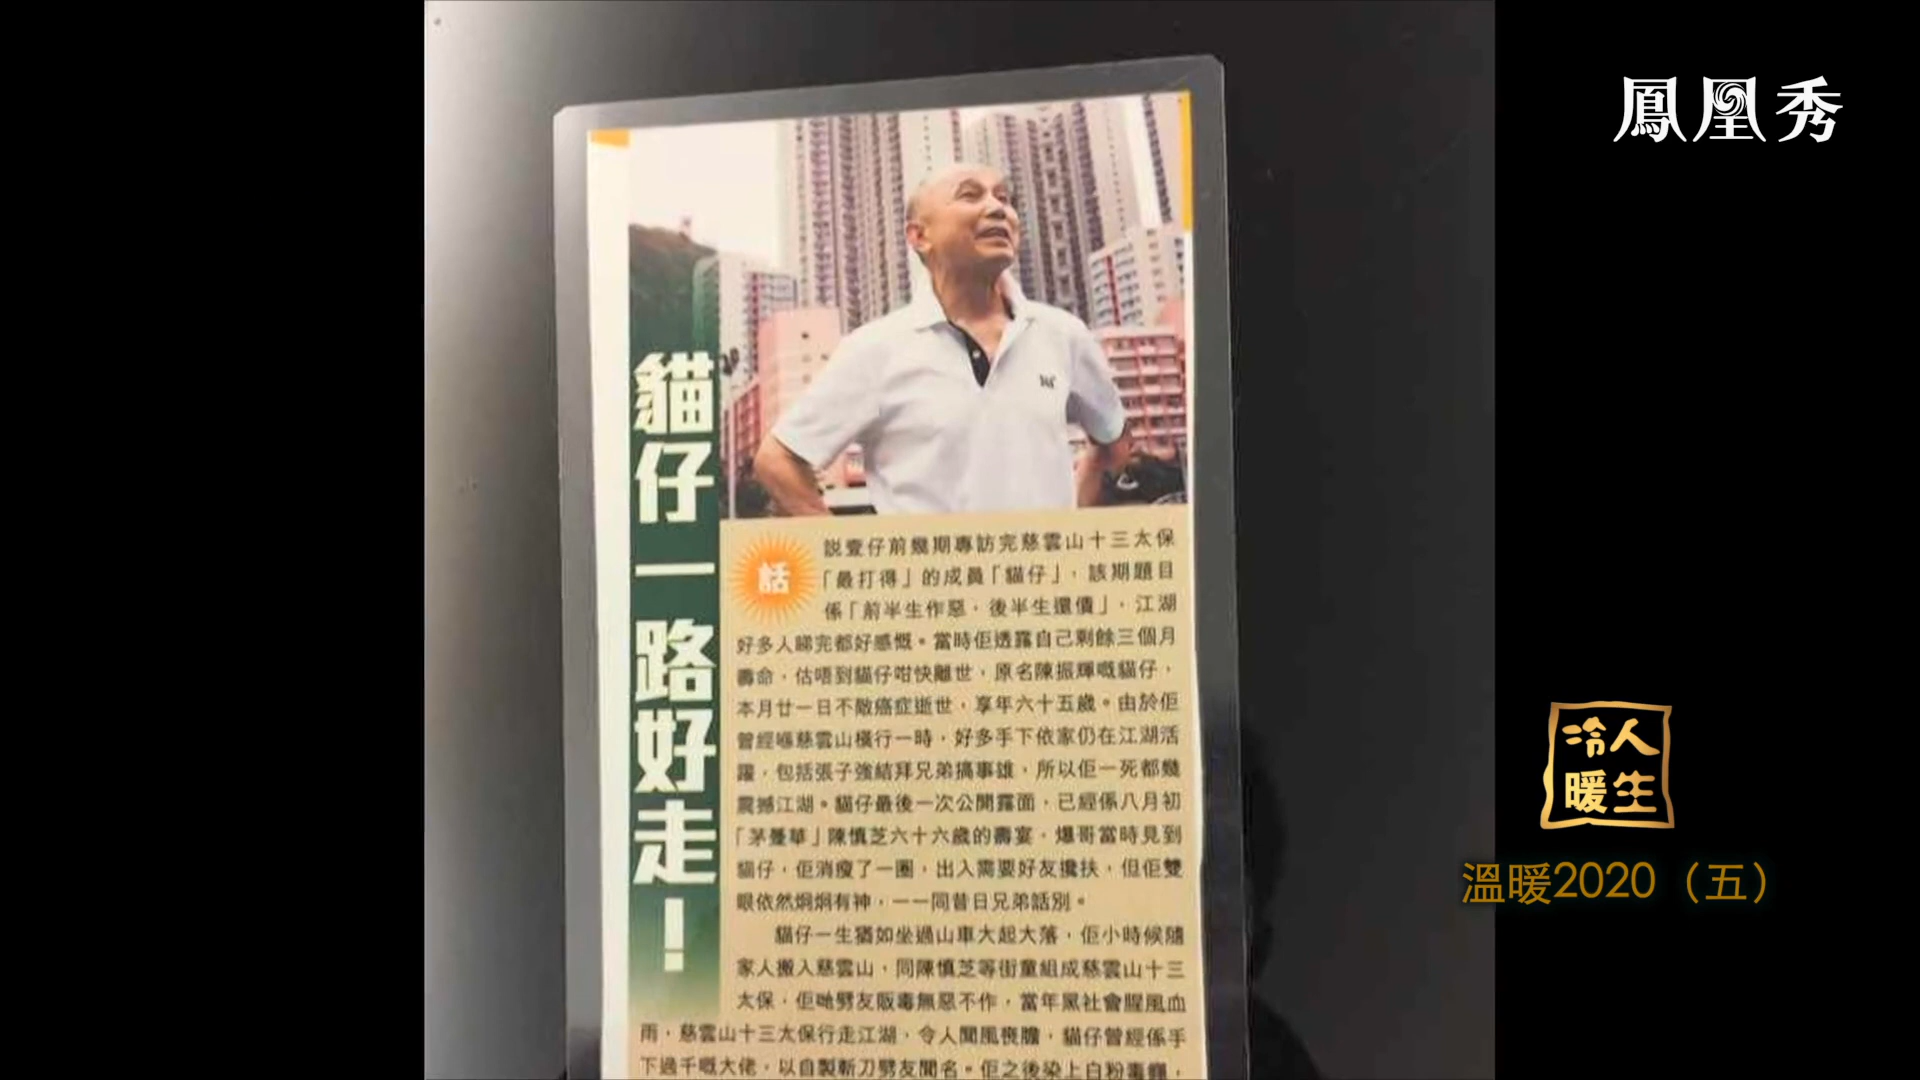 鳳凰秀
貓仔一路好走！
話
説壹仔前幾期專訪完慈雲山十三太保
「最打得」的成員「貓仔」，該期題目
係「前半生作惡，後半生還債」，江湖
好多人睇完都好感慨。當時佢透露自己剩餘三個月
壽命，估唔到貓仔咁快離世，原名陳振輝嘅貓仔，
本月廿一日不敵癌症逝世，享年六十五歲。由於佢
曾經喺慈雲山橫行一時，好多手下依家仍在江湖活
躍，包括張子強結拜兄弟搞事雄，所以佢一死都幾
震撼江湖。貓仔最後一次公開露面，已經係八月初
「茅躉華」陳慎芝六十六歲的壽宴，爆哥當時見到
貓仔，佢消瘦了一圈，出入需要好友攙扶，但佢雙
眼依然炯炯有神，一一同昔日兄弟話別。
貓仔一生猶如坐過山車大起大落，佢小時候隨
家人搬入慈雲山，同陳慎芝等街童組成慈雲山十三
太保，佢哋劈友販毒無惡不作，當年黑社會腥風血
雨，慈雲山十三太保行走江湖，令人聞風喪膽，貓仔曾經係手
下過千嘅大佬，以自製斬刀劈友聞名。佢之後染上白粉毒癮，
冷人
暖生
溫暖2020（五）